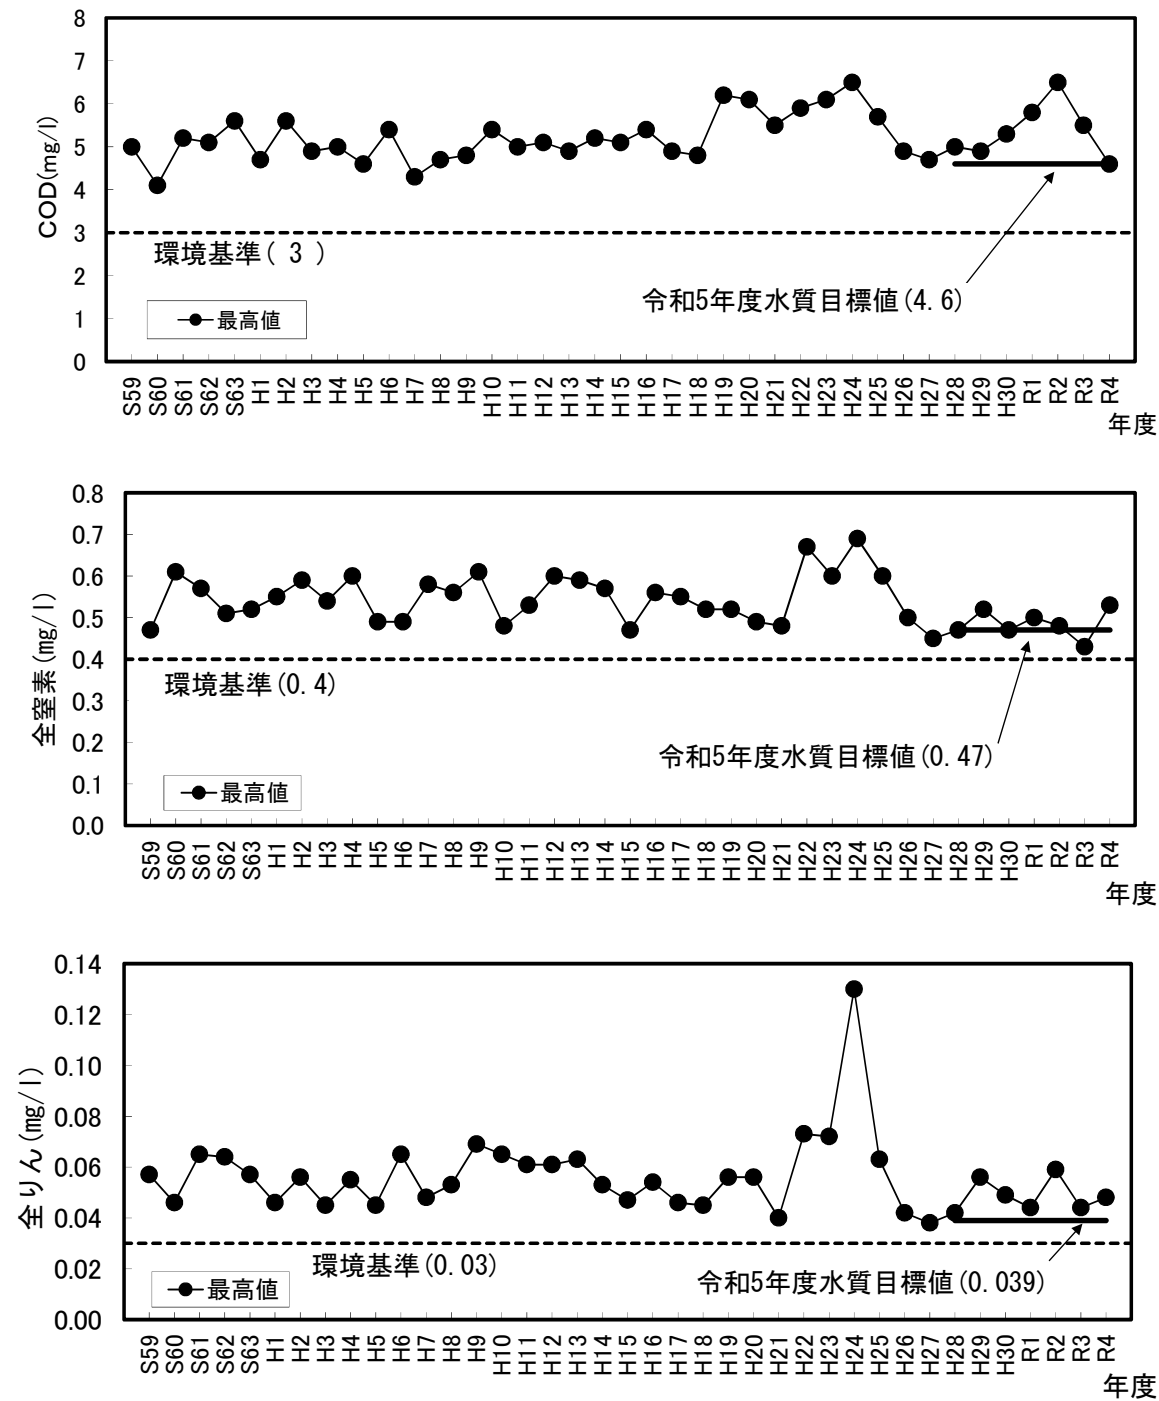 8
7
6
5
4
3
2
1
0
COD(mg/l)
環境基準( 3 )
令和5年度水質目標値(4.6)
最高値
S59 S60 S61 S62 S63 H1 H2 H3 H4 H5 H6 H7 H8 H9 H10 H11 H12 H13 H14 H15 H16 H17 H18 H19 H20 H21 H22 H23 H24 H25 H26 H27 H28 H29 H30 R1 R2 R3 R4
年度
0.8
0.7
0.6
0.5
0.4
0.3
0.2
0.1
0.0
全窒素(㎎/l)
環境基準(0.4)
令和5年度水質目標値(0.47)
最高値
S59 S60 S61 S62 S63 H1 H2 H3 H4 H5 H6 H7 H8 H9 H10 H11 H12 H13 H14 H15 H16 H17 H18 H19 H20 H21 H22 H23 H24 H25 H26 H27 H28 H29 H30 R1 R2 R3 R4
年度
0.14
0.12
0.10
0.08
0.06
0.04
0.02
0.00
全りん(㎎/l)
環境基準(0.03)
令和5年度水質目標値(0.039)
最高値
S59 S60 S61 S62 S63 H1 H2 H3 H4 H5 H6 H7 H8 H9 H10 H11 H12 H13 H14 H15 H16 H17 H18 H19 H20 H21 H22 H23 H24 H25 H26 H27 H28 H29 H30 R1 R2 R3 R4
年度